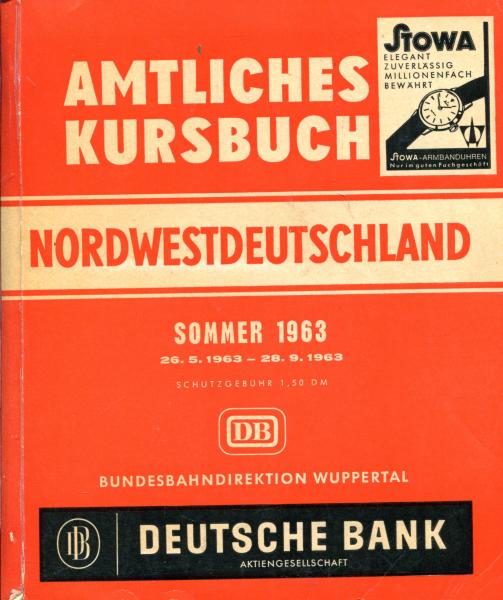 AMTLICHES
KURSBUCH
STOWA
ELEGANT
ZUVERLÄSSIG
MILLIONENFACH
BEWÄHRT
STOWA-ARMBANDUHREN
Nur im guten Fachgeschäft
NORDWESTDEUTSCHLAND
SOMMER 1963
26. 5. 1963 – 28. 9. 1963
SCHUTZGEBÜHR 1,50 DM
DB
BUNDESBAHNDIREKTION WUPPERTAL
DB DEUTSCHE BANK
AKTIENGESELLSCHAFT